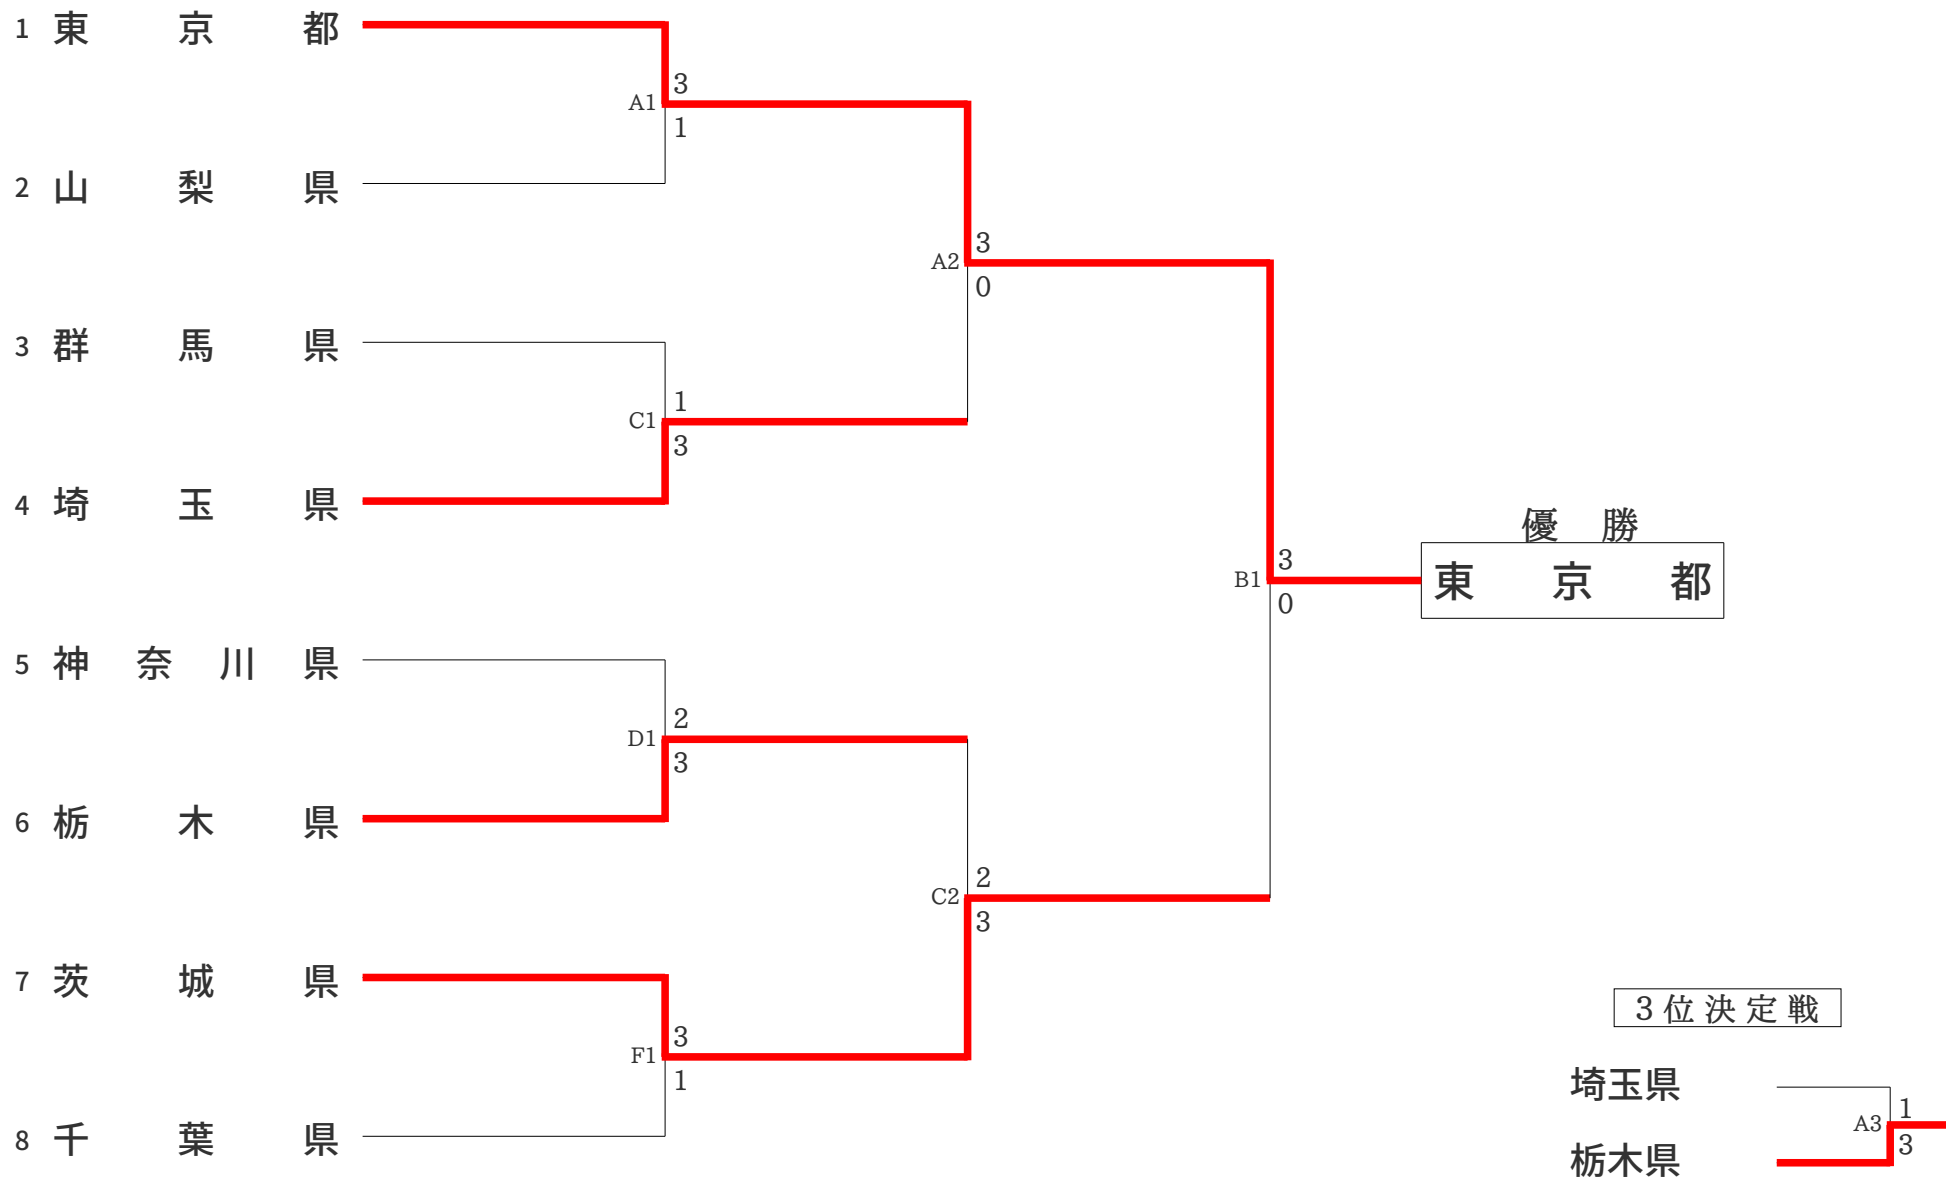 1 東京都
3
A1
1
2 山梨県
3
A2
0
3 群馬県
1
C1
3
4 埼玉県
優勝
東京都
3
B1
0
5 神奈川県
2
D1
3
6 栃木県
2
C2
3
7 茨城県
3
F1
1
8 千葉県
3位決定戦
埼玉県
1
A3
3
栃木県